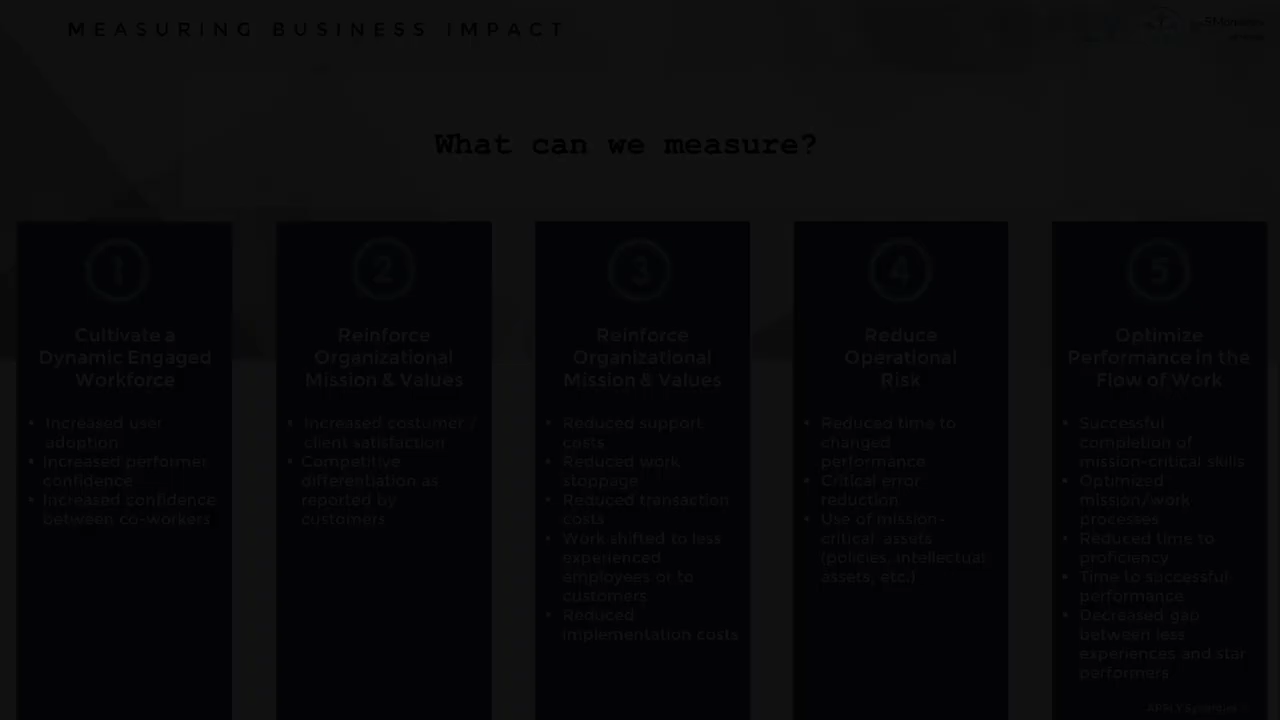 MEASURING BUSINESS IMPACT
What can we measure?
1
Cultivate a
Dynamic Engaged
Workforce
• Increased user
adoption
• Increased performer
confidence
• Increased confidence
between co-workers
2
Reinforce
Organizational
Mission & Values
• Increased costumer /
client satisfaction
• Competitive
differentiation as
reported by
customers
3
Reinforce
Organizational
Mission & Values
• Reduced support
costs
• Reduced work
stoppage
• Reduced transaction
costs
• Work shifted to less
experienced
employees or to
customers
• Reduced
implementation costs
4
Reduce
Operational
Risk
• Reduced time to
changed
performance
• Critical error
reduction
• Use of mission-
critical assets
(policies, intellectual
assets, etc.)
5
Optimize
Performance in the
Flow of Work
• Successful
completion of
mission-critical skills
• Optimized
mission/work
processes
• Reduced time to
proficiency
• Time to successful
performance
• Decreased gap
between less
experiences and star
performers
APPLY Synergies